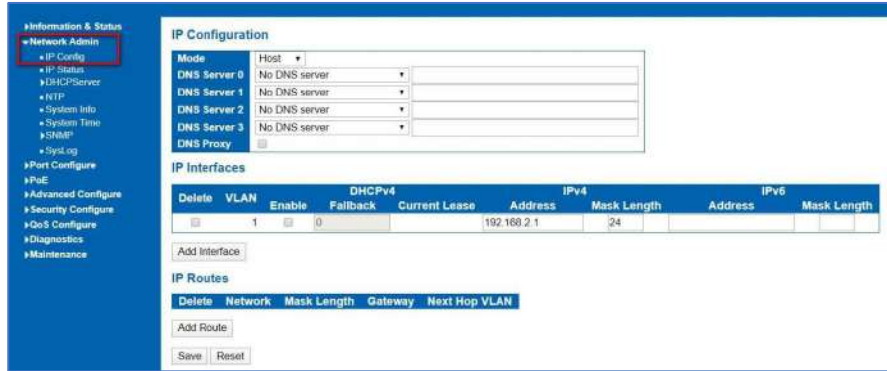 Information & Status
Network Admin
IP Config
IP Status
DHCPServer
NTP
System Info
System Time
SNMP
SysLog
Port Configure
PoE
Advanced Configure
Security Configure
QoS Configure
Diagnostics
Maintenance
IP Configuration
Mode Host
DNS Server 0 No DNS server
DNS Server 1 No DNS server
DNS Server 2 No DNS server
DNS Server 3 No DNS server
DNS Proxy
IP Interfaces
DHCPv4 IPv4 IPv6
Delete VLAN Enable Fallback Current Lease Address Mask Length Address Mask Length
1 0 192.168.2.1 24
Add Interface
IP Routes
Delete Network Mask Length Gateway Next Hop VLAN
Add Route
Save Reset